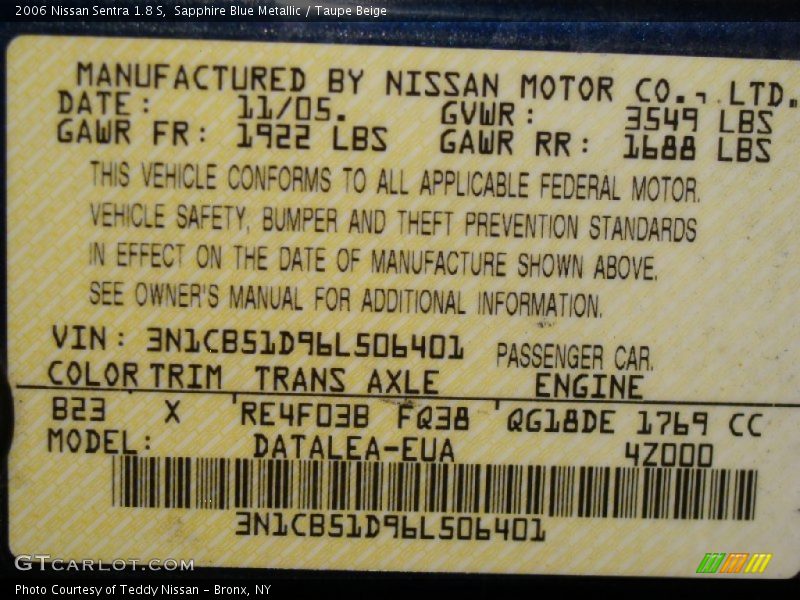 2006 Nissan Sentra 1.8 S, Sapphire Blue Metallic / Taupe Beige
MANUFACTURED BY NISSAN MOTOR CO., LTD.
DATE: 11/05. GVWR: 3549 LBS
GAWR FR: 1922 LBS GAWR RR: 1688 LBS
THIS VEHICLE CONFORMS TO ALL APPLICABLE FEDERAL MOTOR.
VEHICLE SAFETY, BUMPER AND THEFT PREVENTION STANDARDS
IN EFFECT ON THE DATE OF MANUFACTURE SHOWN ABOVE.
SEE OWNER'S MANUAL FOR ADDITIONAL INFORMATION.
VIN: 3N1CB51D96L506401 PASSENGER CAR.
COLOR TRIM TRANS AXLE ENGINE
B23 X RE4F03B FQ38 QG18DE 1769 CC
MODEL: DATALEA-EUA 4Z000
3N1CB51D96L506401
GTCARLOT.COM
Photo Courtesy of Teddy Nissan - Bronx, NY